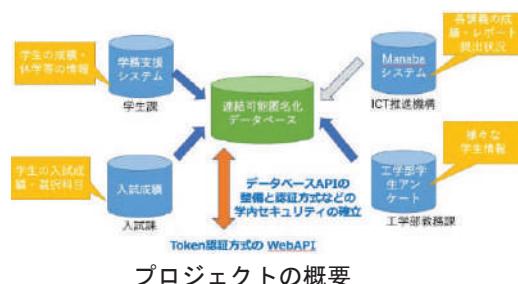 学生の成績・
休学等の情報
学務支援
システム
学生課
連結可能匿名化
データベース
Manaba
システム
ICT推進機構
各講義の成
績・レポート
提出状況
学生の入試成
績・選択科目
入試成績
入試課
データベースAPIの
整備と認証方式などの
学内セキュリティの確立
Token認証方式の WebAPI
工学部学
生アン
ケート
工学部教務課
様々な
学生情報
プロジェクトの概要